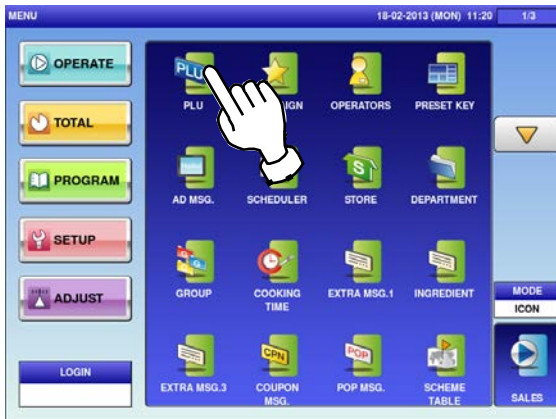 MENU
18-02-2013 (MON) 11:20
1/3
OPERATE
TOTAL
PROGRAM
SETUP
ADJUST
LOGIN
PLU
PLU
IGN
OPERATORS
PRESET KEY
AD MSG.
SCHEDULER
S
STORE
DEPARTMENT
GROUP
COOKING
TIME
EXTRA MSG.1
INGREDIENT
EXTRA MSG.3
CPN
COUPON
MSG.
POP
POP MSG.
SCHEME
TABLE
MODE
ICON
SALES